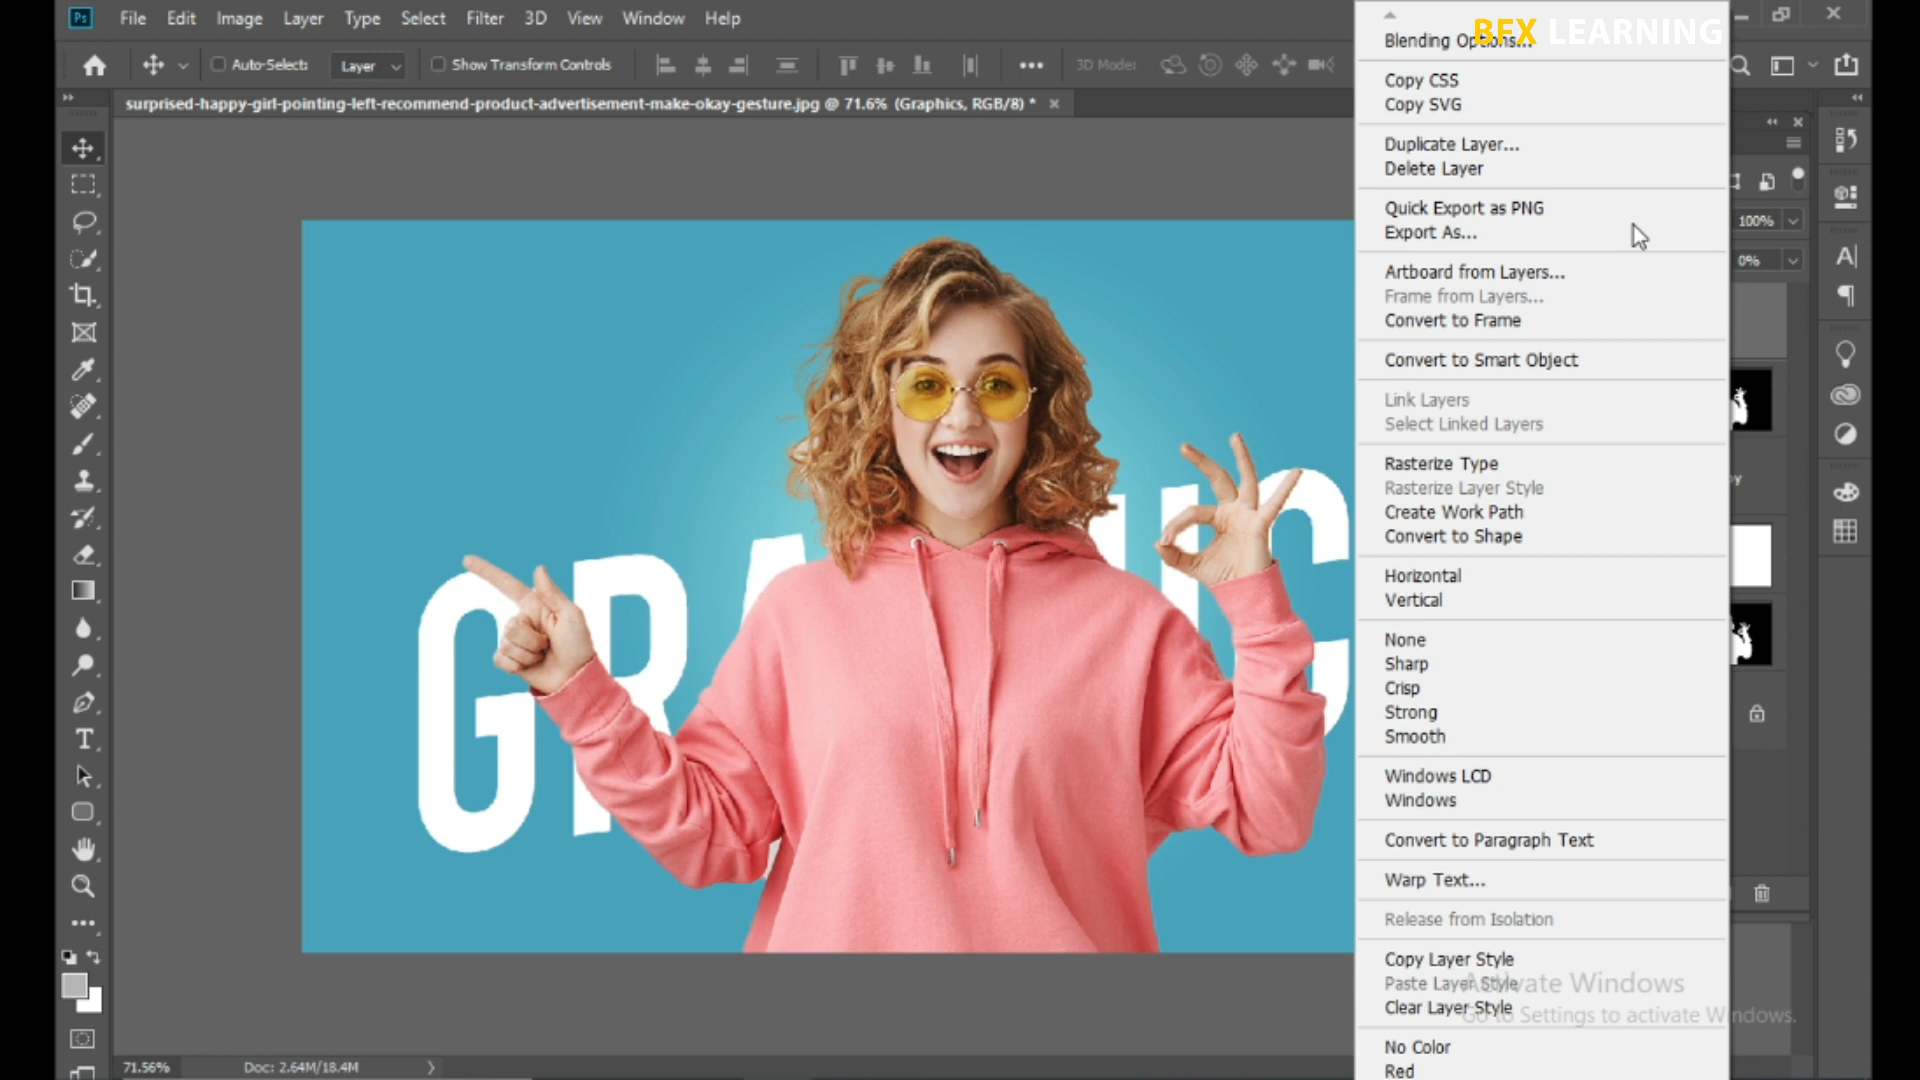 File Edit Image Layer Type Select Filter 3D View Window Help
Auto-Select: Layer Show Transform Controls 3D Mode:
surprised-happy-girl-pointing-left-recommend-product-advertisement-make-okay-gesture.jpg @ 71.6% (Graphics, RGB/8) *
BFX LEARNING
Blending Options...
Copy CSS
Copy SVG
Duplicate Layer...
Delete Layer
Quick Export as PNG
Export As...
Artboard from Layers...
Frame from Layers...
Convert to Frame
Convert to Smart Object
Link Layers
Select Linked Layers
Rasterize Type
Rasterize Layer Style
Create Work Path
Convert to Shape
Horizontal
Vertical
None
Sharp
Crisp
Strong
Smooth
Windows LCD
Windows
Convert to Paragraph Text
Warp Text...
Release from Isolation
Copy Layer Style
Paste Layer Style
Clear Layer Style
No Color
Red
100%
0%
Activate Windows
Go to Settings to activate Windows.
71.56% Doc: 2.64M/18.4M